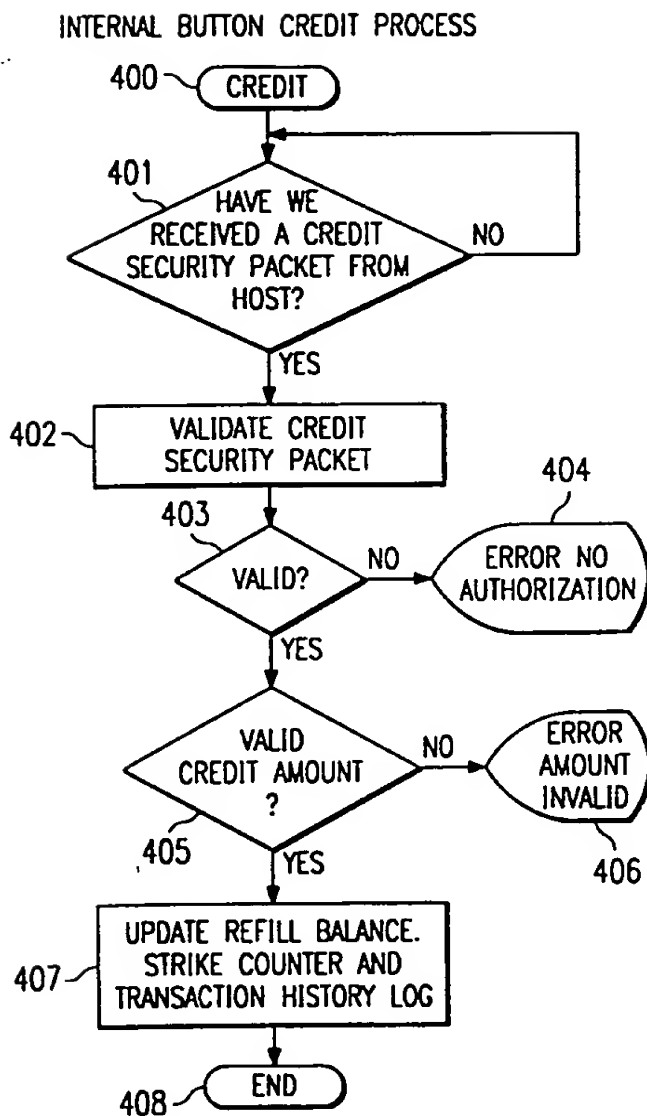 INTERNAL BUTTON CREDIT PROCESS
400
CREDIT
401
HAVE WE
RECEIVED A CREDIT
SECURITY PACKET FROM
HOST?
NO
YES
402
VALIDATE CREDIT
SECURITY PACKET
403
VALID?
NO
404
ERROR NO
AUTHORIZATION
YES
VALID
CREDIT AMOUNT
?
NO
405
ERROR
AMOUNT
INVALID
406
YES
407
UPDATE REFILL BALANCE.
STRIKE COUNTER AND
TRANSACTION HISTORY LOG
408
END